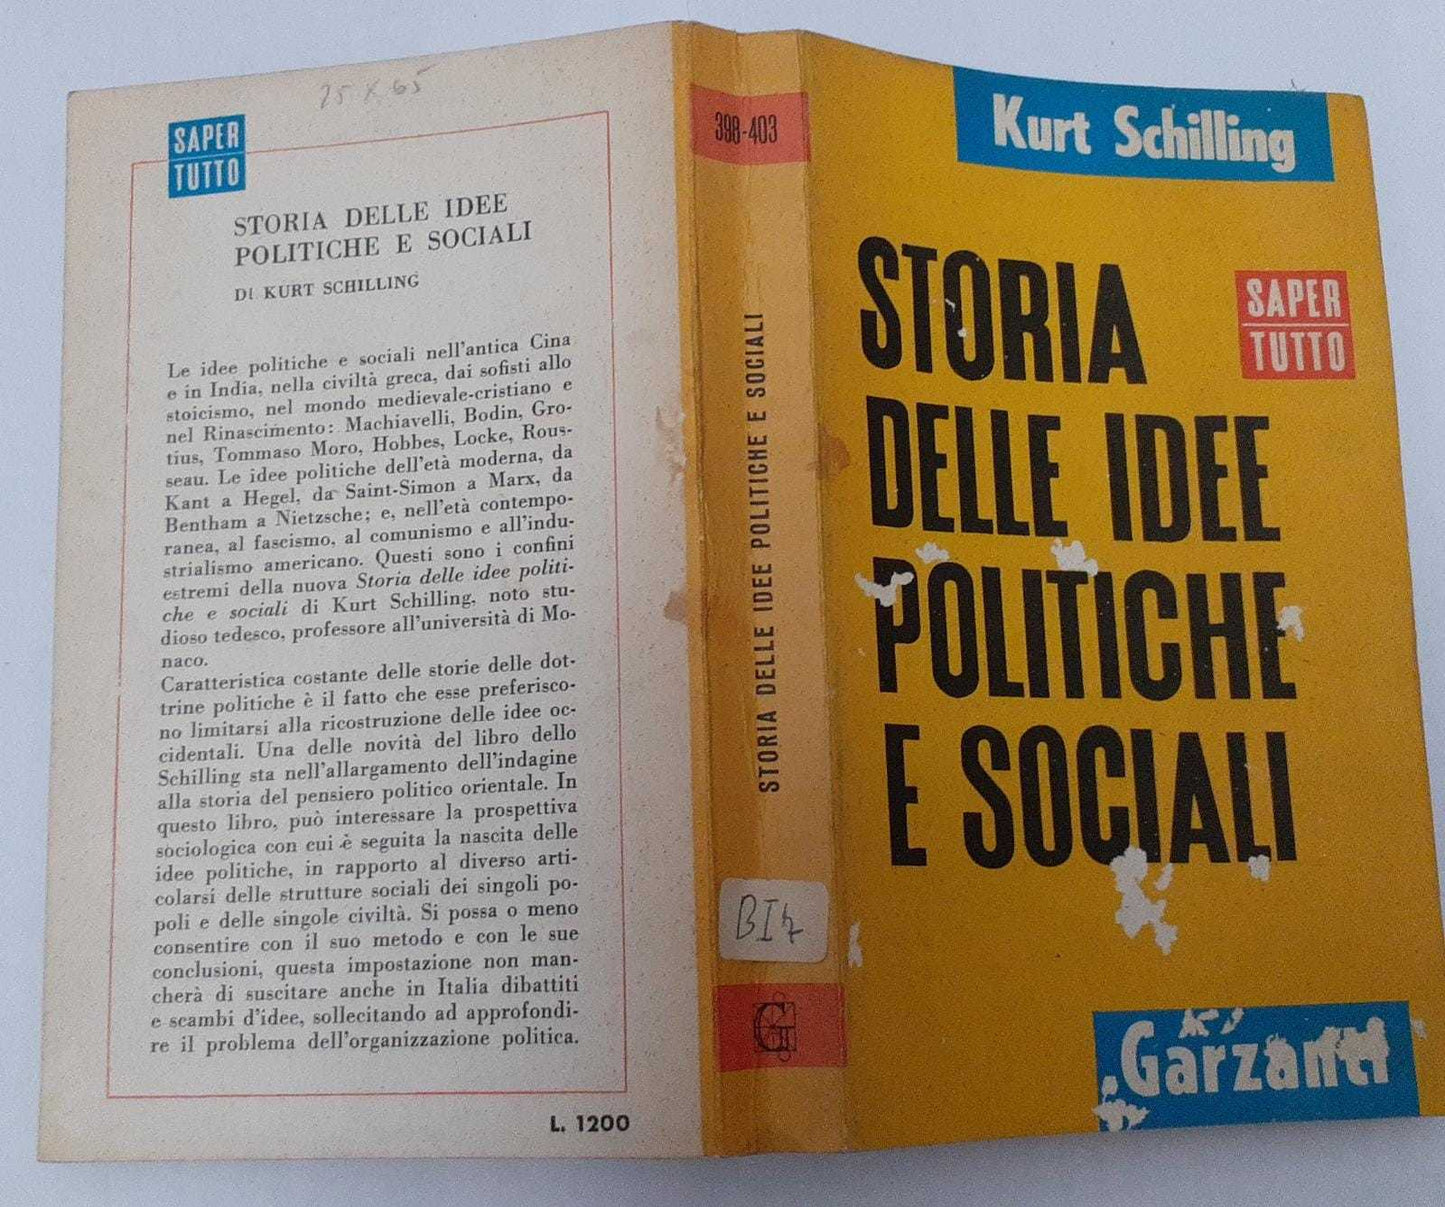 25 X 65
SAPER
TUTTO
STORIA DELLE IDEE
POLITICHE E SOCIALI
DI KURT SCHILLING
Le idee politiche e sociali nell'antica Cina
e in India, nella civiltà greca, dai sofisti allo
stoicismo, nel mondo medievale-cristiano e
nel Rinascimento: Machiavelli, Bodin, Gro-
tius, Tommaso Moro, Hobbes, Locke, Rous-
seau. Le idee politiche dell'età moderna, da
Kant a Hegel, da Saint-Simon a Marx, da
Bentham a Nietzsche; e, nell'età contempo-
ranea, al fascismo, al comunismo e all'indu-
strialismo americano. Questi sono i confini
estremi della nuova Storia delle idee politi-
che e sociali di Kurt Schilling, noto stu-
dioso tedesco, professore all'università di Mo-
naco.
Caratteristica costante delle storie delle dot-
trine politiche è il fatto che esse preferisco-
no limitarsi alla ricostruzione delle idee oc-
cidentali. Una delle novità del libro dello
Schilling sta nell'allargamento dell'indagine
alla storia del pensiero politico orientale. In
questo libro, può interessare la prospettiva
sociologica con cui è seguita la nascita delle
idee politiche, in rapporto al diverso arti-
colarsi delle strutture sociali dei singoli po-
poli e delle singole civiltà. Si possa o meno
consentire con il suo metodo e con le sue
conclusioni, questa impostazione non man-
cherà di suscitare anche in Italia dibattiti
e scambi d'idee, sollecitando ad approfondi-
re il problema dell'organizzazione politica.
L. 1200
398-403
STORIA DELLE IDEE POLITICHE E SOCIALI
G
Kurt Schilling
STORIA
DELLE IDEE
POLITICHE
E SOCIALI
SAPER
TUTTO
Garzanti